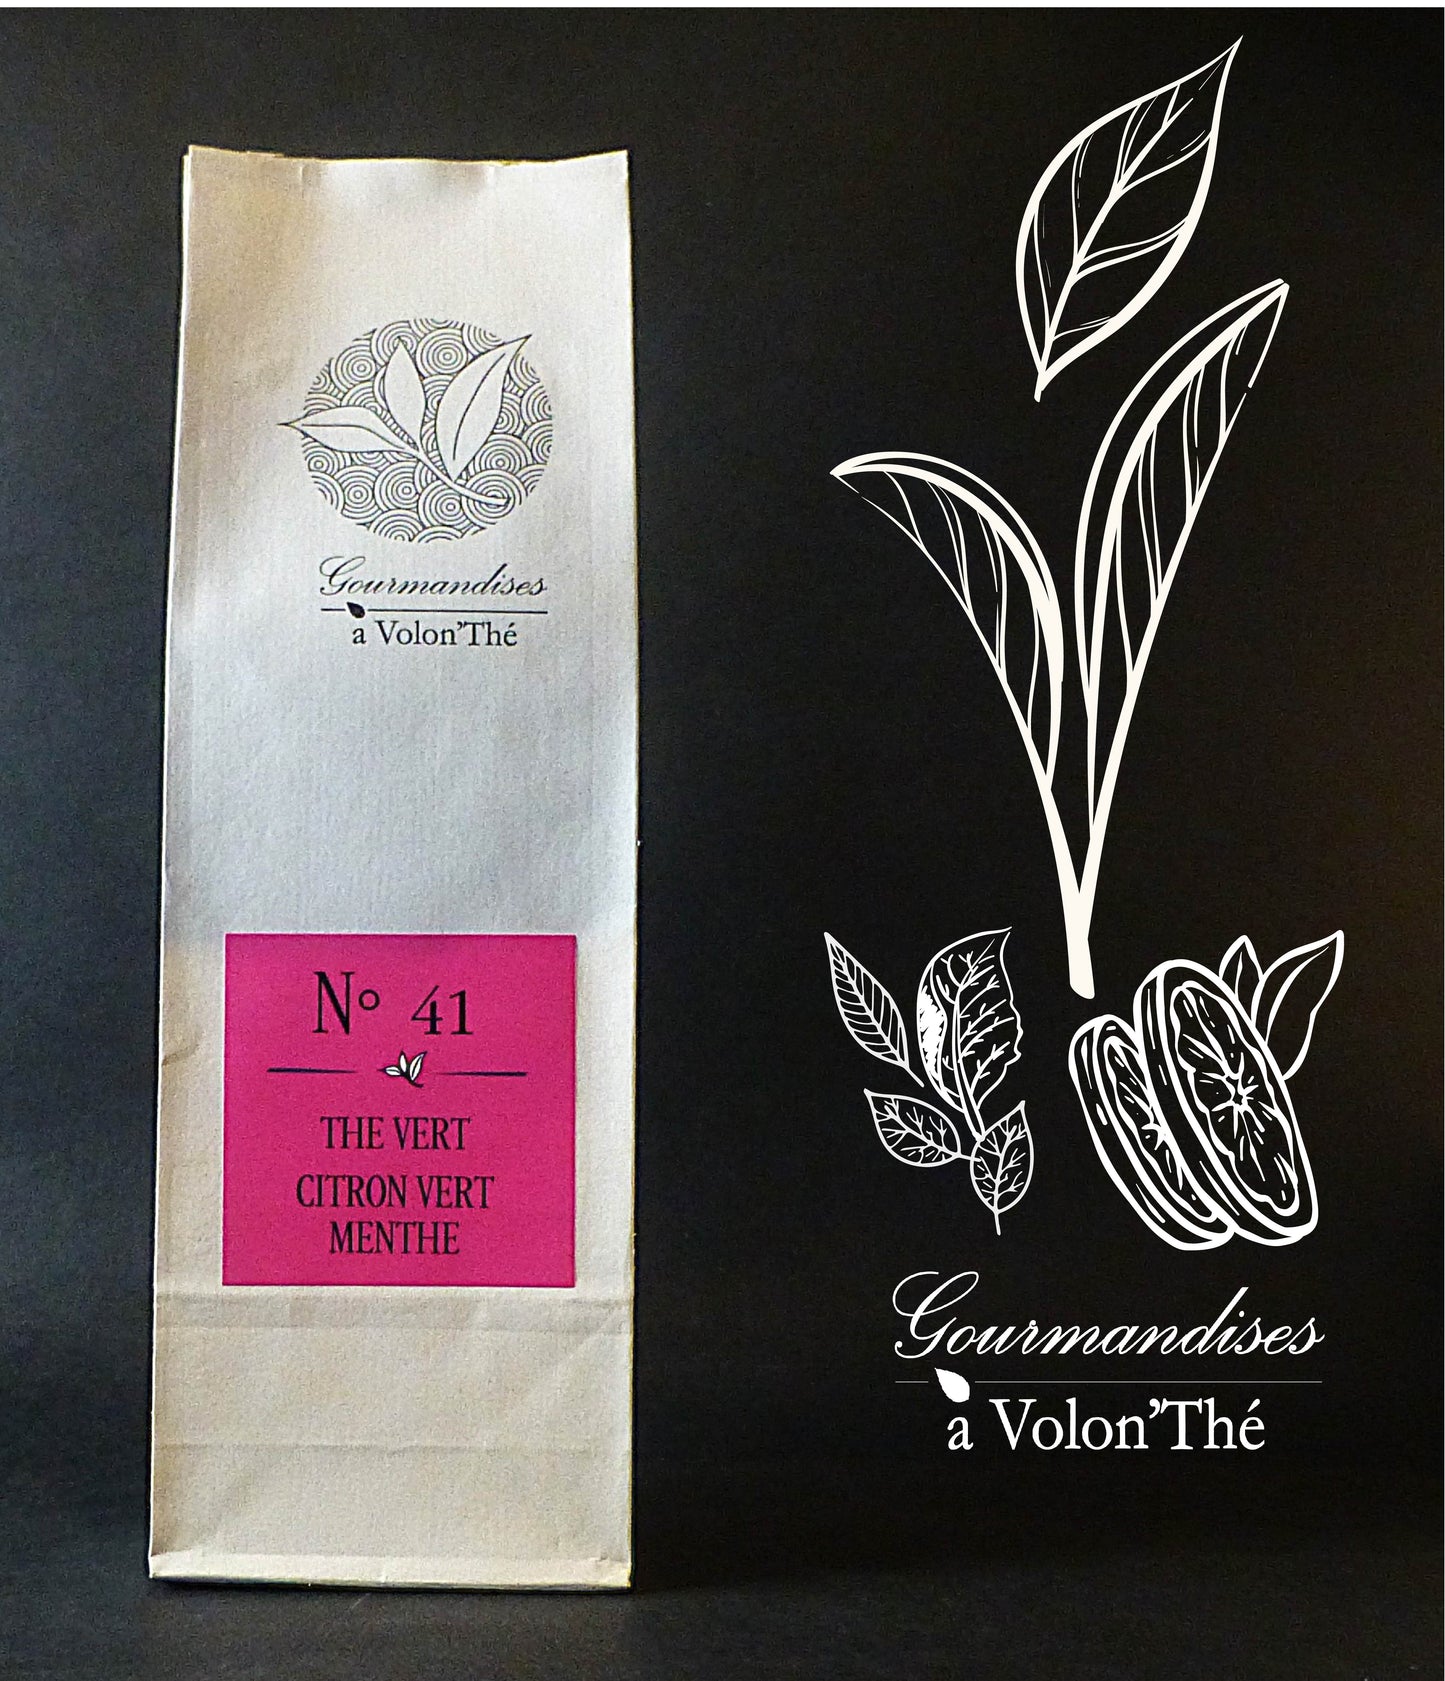 Gourmandises
a Volon’Thé
N° 41
THE VERT
CITRON VERT
MENTHE
Gourmandises
a Volon’Thé